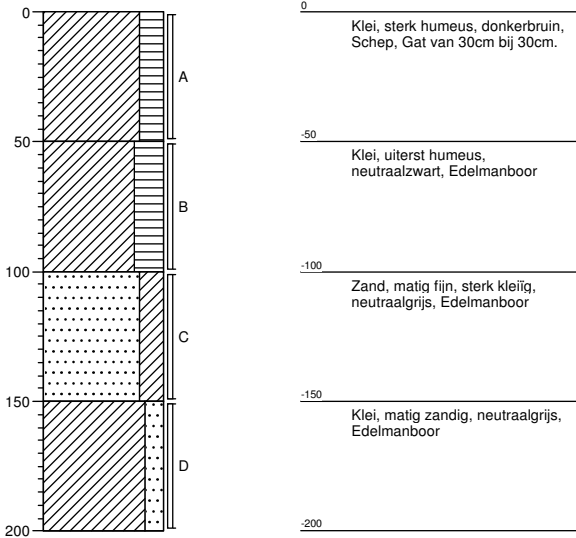 0
50
100
150
200
A
B
C
D
0
Klei, sterk humeus, donkerbruin,
Schep, Gat van 30cm bij 30cm.
-50
Klei, uiterst humeus,
neutraalzwart, Edelmanboor
-100
Zand, matig fijn, sterk kleiïg,
neutraalgrijs, Edelmanboor
-150
Klei, matig zandig, neutraalgrijs,
Edelmanboor
-200